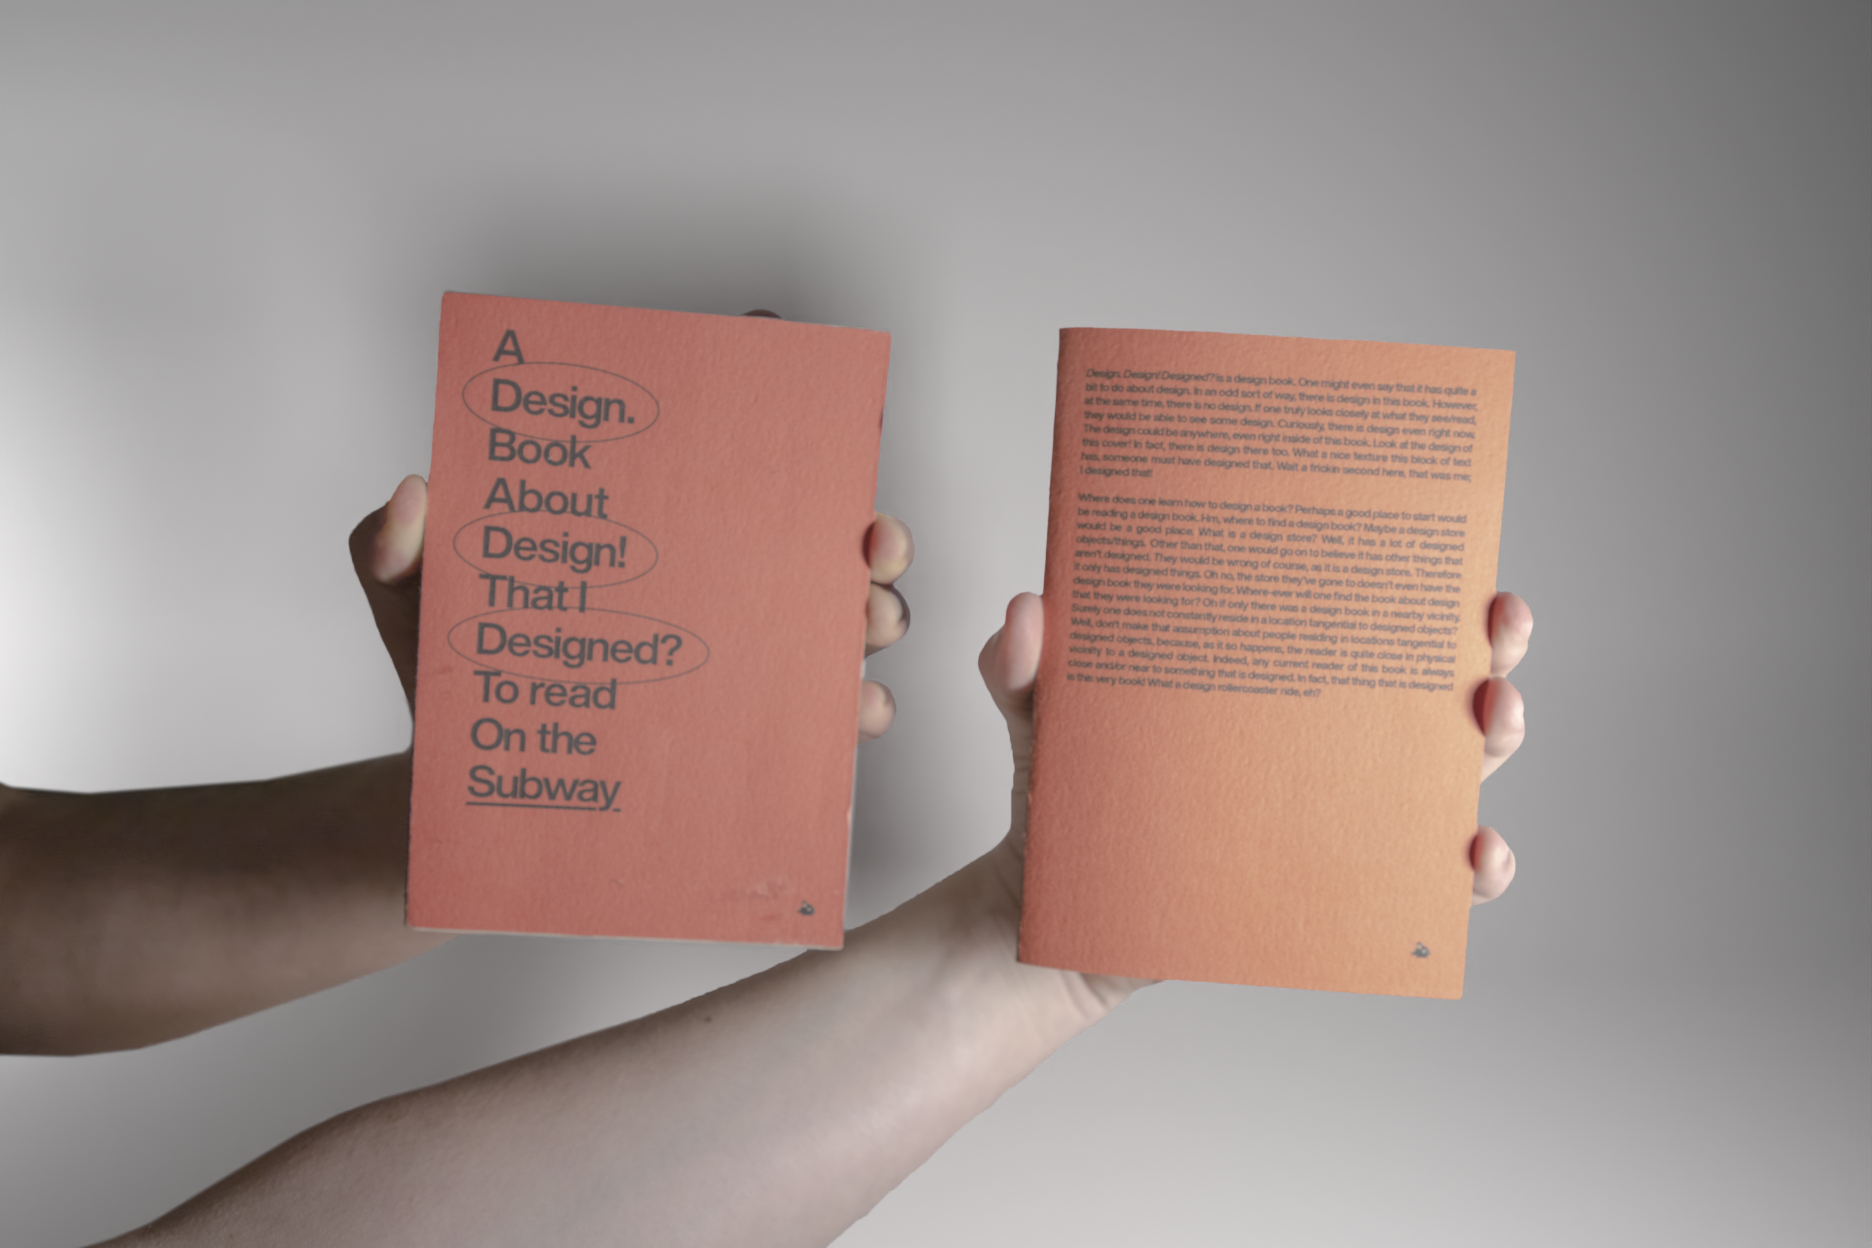 A
Design.
Book
About
Design!
That I
Designed?
To read
On the
Subway
Design. Design! Designed? is a design book. One might even say that it has quite a
bit to do about design. In an odd sort of way, there is design in this book. However,
at the same time, there is no design. If one truly looks closely at what they see/read,
they would be able to see some design. Curiously, there is design even right now.
The design could be anywhere, even right inside of this book. Look at the design of
this cover! In fact, there is design there too. What a nice texture this block of text
has, someone must have designed that. Wait a frickin second here, that was me;
I designed that!
Where does one learn how to design a book? Perhaps a good place to start would
be reading a design book. Hm, where to find a design book? Maybe a design store
would be a good place. What is a design store? Well, it has a lot of designed
objects/things. Other than that, one would go on to believe it has other things that
aren't designed. They would be wrong of course, as it is a design store. Therefore
it only has designed things. Oh no, the store they've gone to doesn't even have the
design book they were looking for. Where-ever will one find the book about design
that they were looking for? Oh if only there was a design book in a nearby vicinity.
Surely one does not constantly reside in a location tangential to designed objects?
Well, don't make that assumption about people residing in locations tangential to
designed objects, because, as it so happens, the reader is quite close in physical
vicinity to a designed object. Indeed, any current reader of this book is always
close and/or near to something that is designed. In fact, that thing that is designed
is this very book! What a design rollercoaster ride, eh?